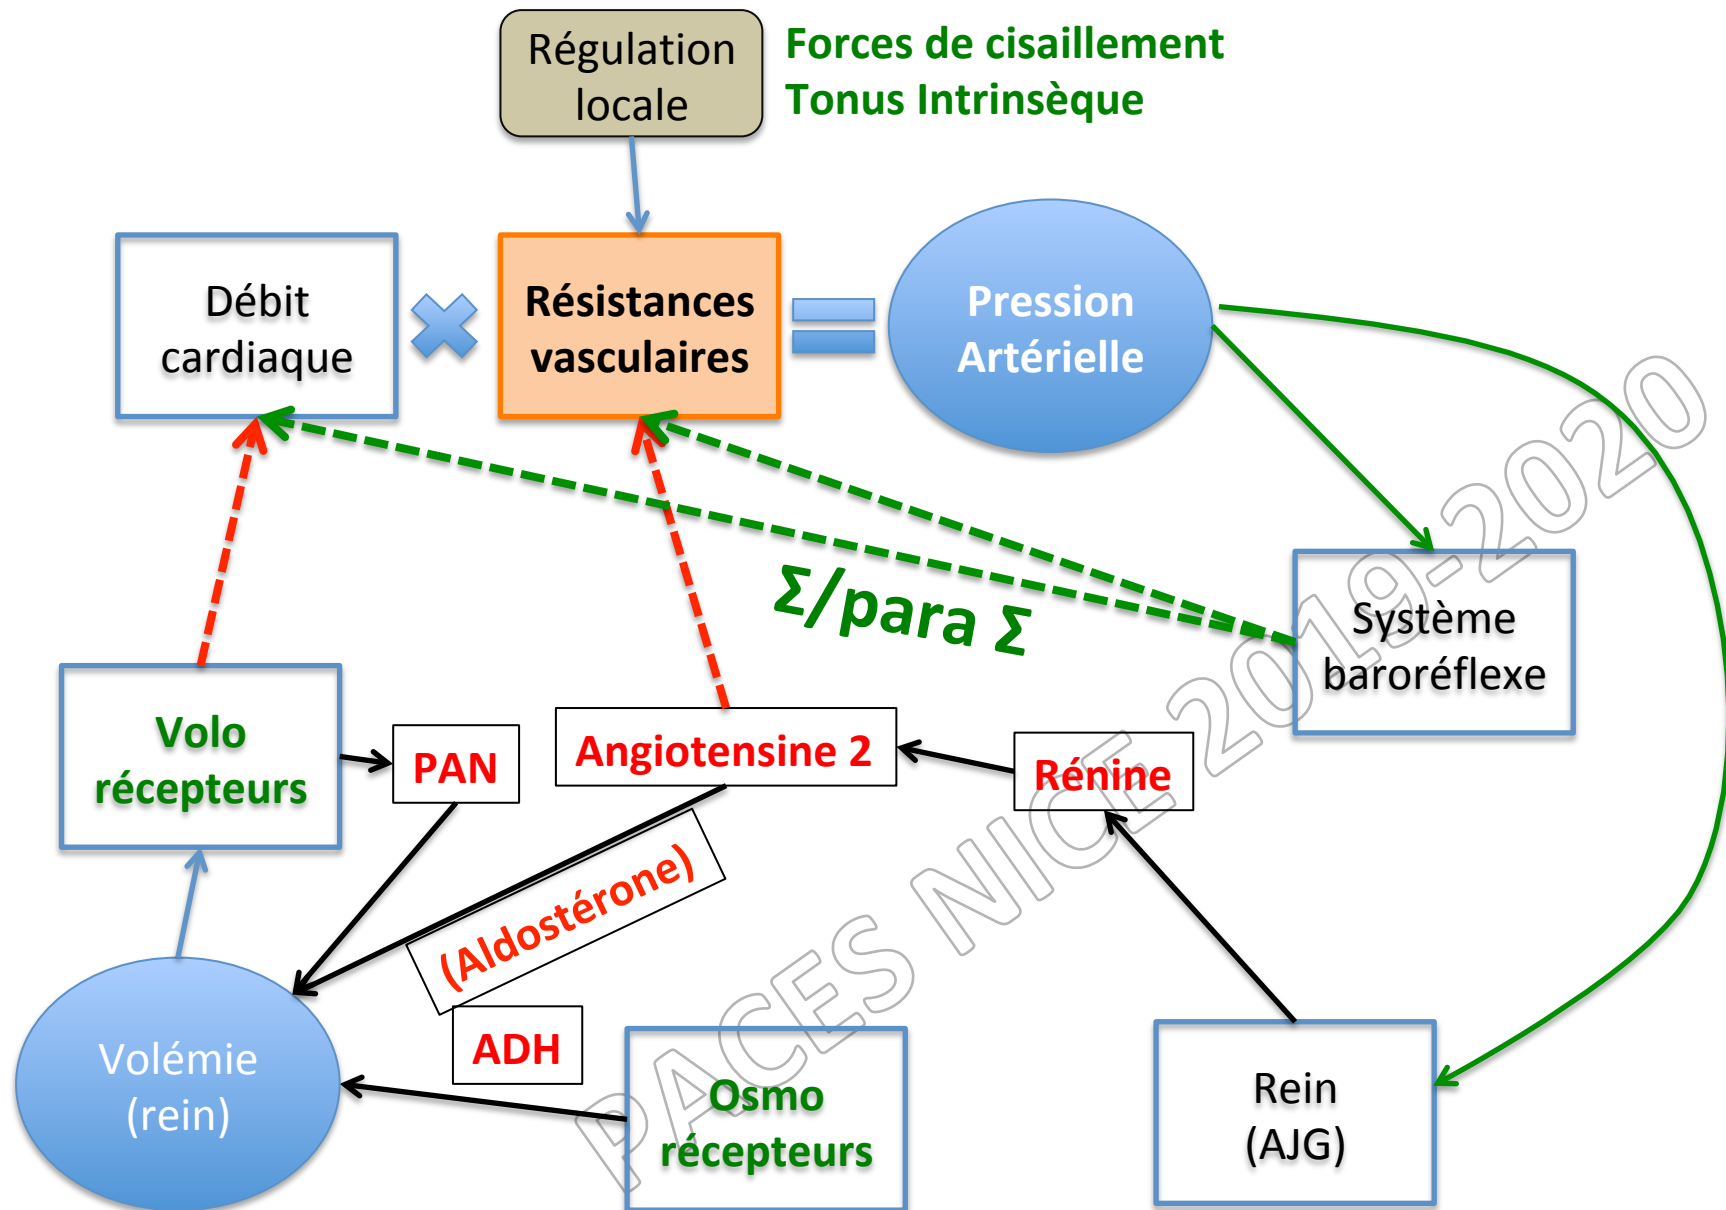 Régulation
locale
Forces de cisaillement
Tonus Intrinsèque
Débit
cardiaque
Résistances
vasculaires
Pression
Artérielle
Σ/para Σ
Système
baroréflexe
Volo
récepteurs
PAN
Angiotensine 2
Rénine
(Aldostérone)
ADH
Volémie
(rein)
Osmo
récepteurs
Rein
(AJG)
PACES NICE 2019-2020